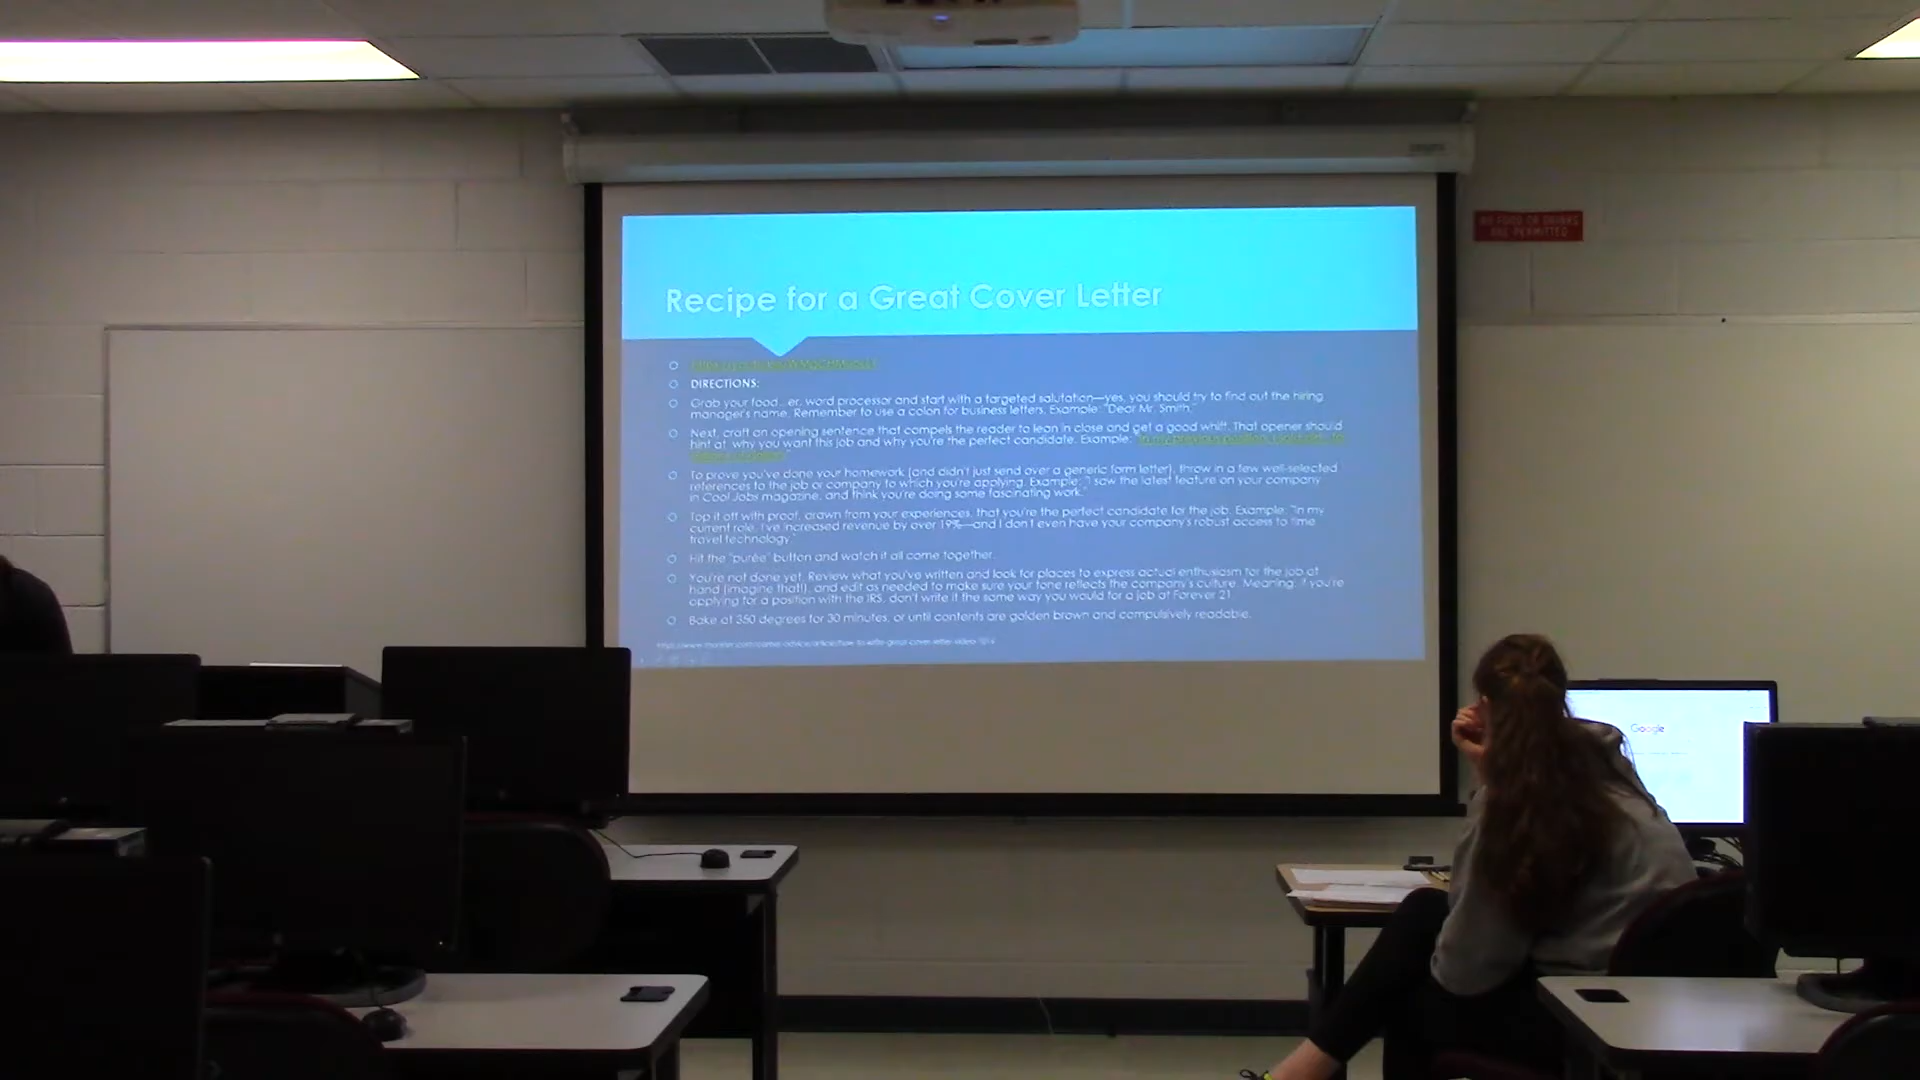 NO FOOD OR DRINKS
ARE PERMITTED
Recipe for a Great Cover Letter
DIRECTIONS:
Grab your food...er, word processor and start with a targeted salutation—yes, you should try to find out the hiring
manager's name. Remember to use a colon for business letters. Example: "Dear Mr. Smith."
Next, craft an opening sentence that compels the reader to lean in close and get a good whiff. That opener should
hint at, why you want this job and why you're the perfect candidate. Example: "In my previous position,
To prove you've done your homework (and didn't just send over a generic form letter), throw in a few well-selected
references to the job or company to which you're applying. Example: "I saw the latest feature on your company
in Cool Jobs magazine, and think you're doing some fascinating work."
Top it off with proof, drawn from your experiences, that you're the perfect candidate for the job. Example: "In my
current role, I've increased revenue by over 19%—and I don't even have your company's robust access to time
travel technology."
Hit the "purée" button and watch it all come together.
You're not done yet. Review what you've written and look for places to express actual enthusiasm for the job at
hand (imagine that!), and edit as needed to make sure your tone reflects the company's culture. Meaning, if you're
applying for a position with the IRS, don't write it the same way you would for a job at Forever 21.
Bake at 350 degrees for 30 minutes, or until contents are golden brown and compulsively readable.
Google